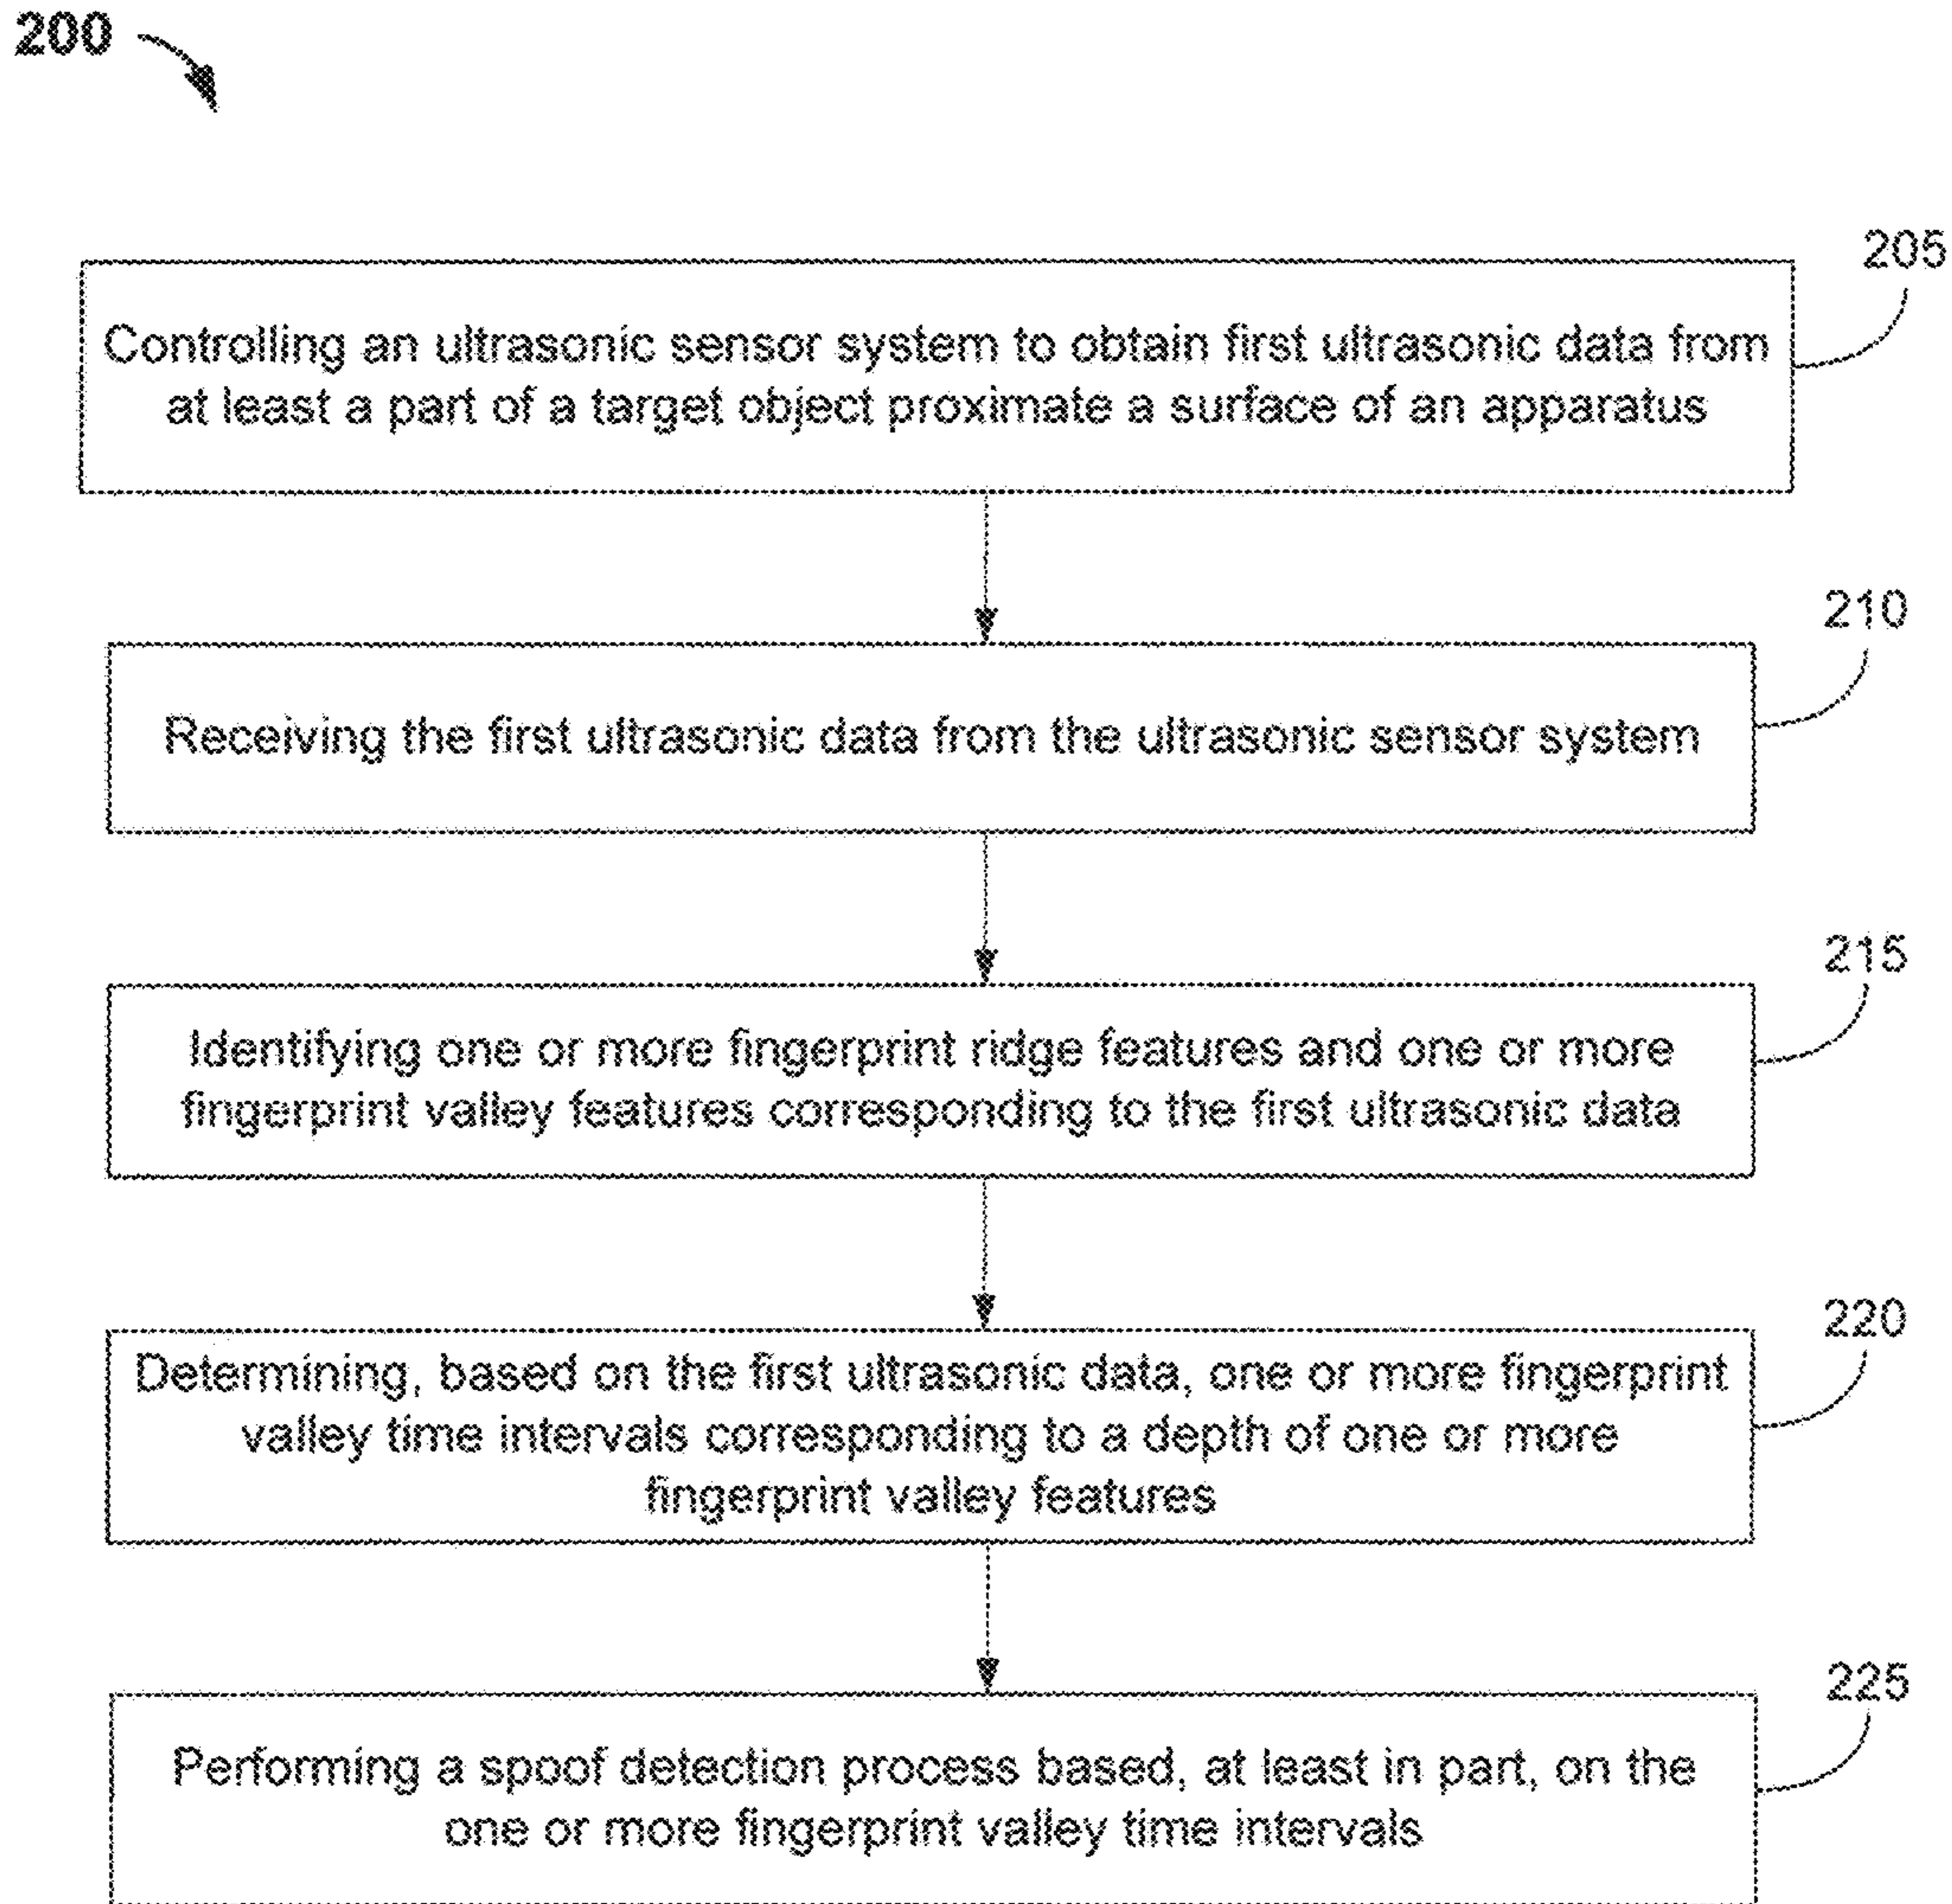 200
205
Controlling an ultrasonic sensor system to obtain first ultrasonic data from
at least a part of a target object proximate a surface of an apparatus
210
Receiving the first ultrasonic data from the ultrasonic sensor system
215
Identifying one or more fingerprint ridge features and one or more
fingerprint valley features corresponding to the first ultrasonic data
220
Determining, based on the first ultrasonic data, one or more fingerprint
valley time intervals corresponding to a depth of one or more
fingerprint valley features
225
Performing a spoof detection process based, at least in part, on the
one or more fingerprint valley time intervals